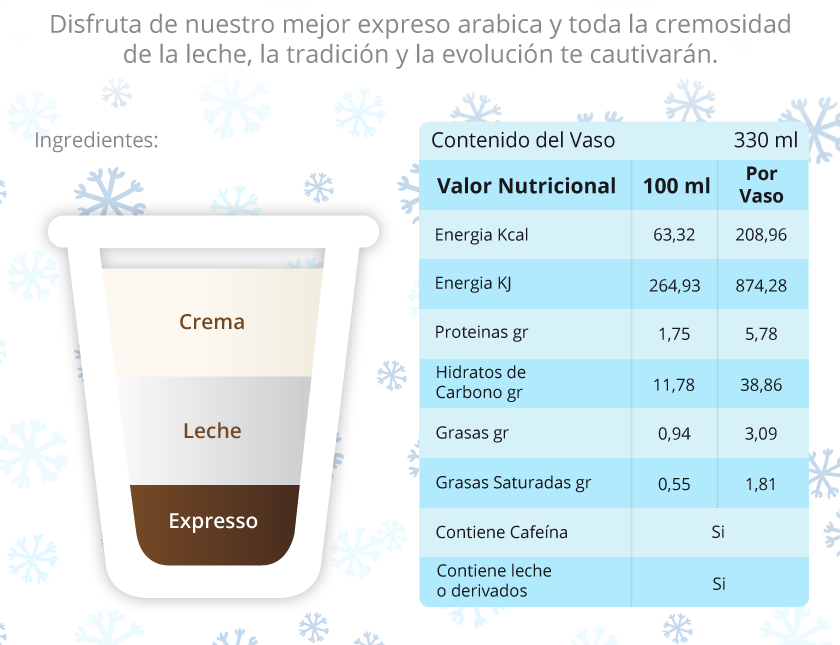 Disfruta de nuestro mejor expreso arabica y toda la cremosidad
de la leche, la tradición y la evolución te cautivarán.
Ingredientes:
Crema
Leche
Expresso
Contenido del Vaso 330 ml
Valor Nutricional 100 ml Por Vaso
Energia Kcal 63,32 208,96
Energia KJ 264,93 874,28
Proteinas gr 1,75 5,78
Hidratos de
Carbono gr 11,78 38,86
Grasas gr 0,94 3,09
Grasas Saturadas gr 0,55 1,81
Contiene Cafeína Si
Contiene leche
o derivados Si